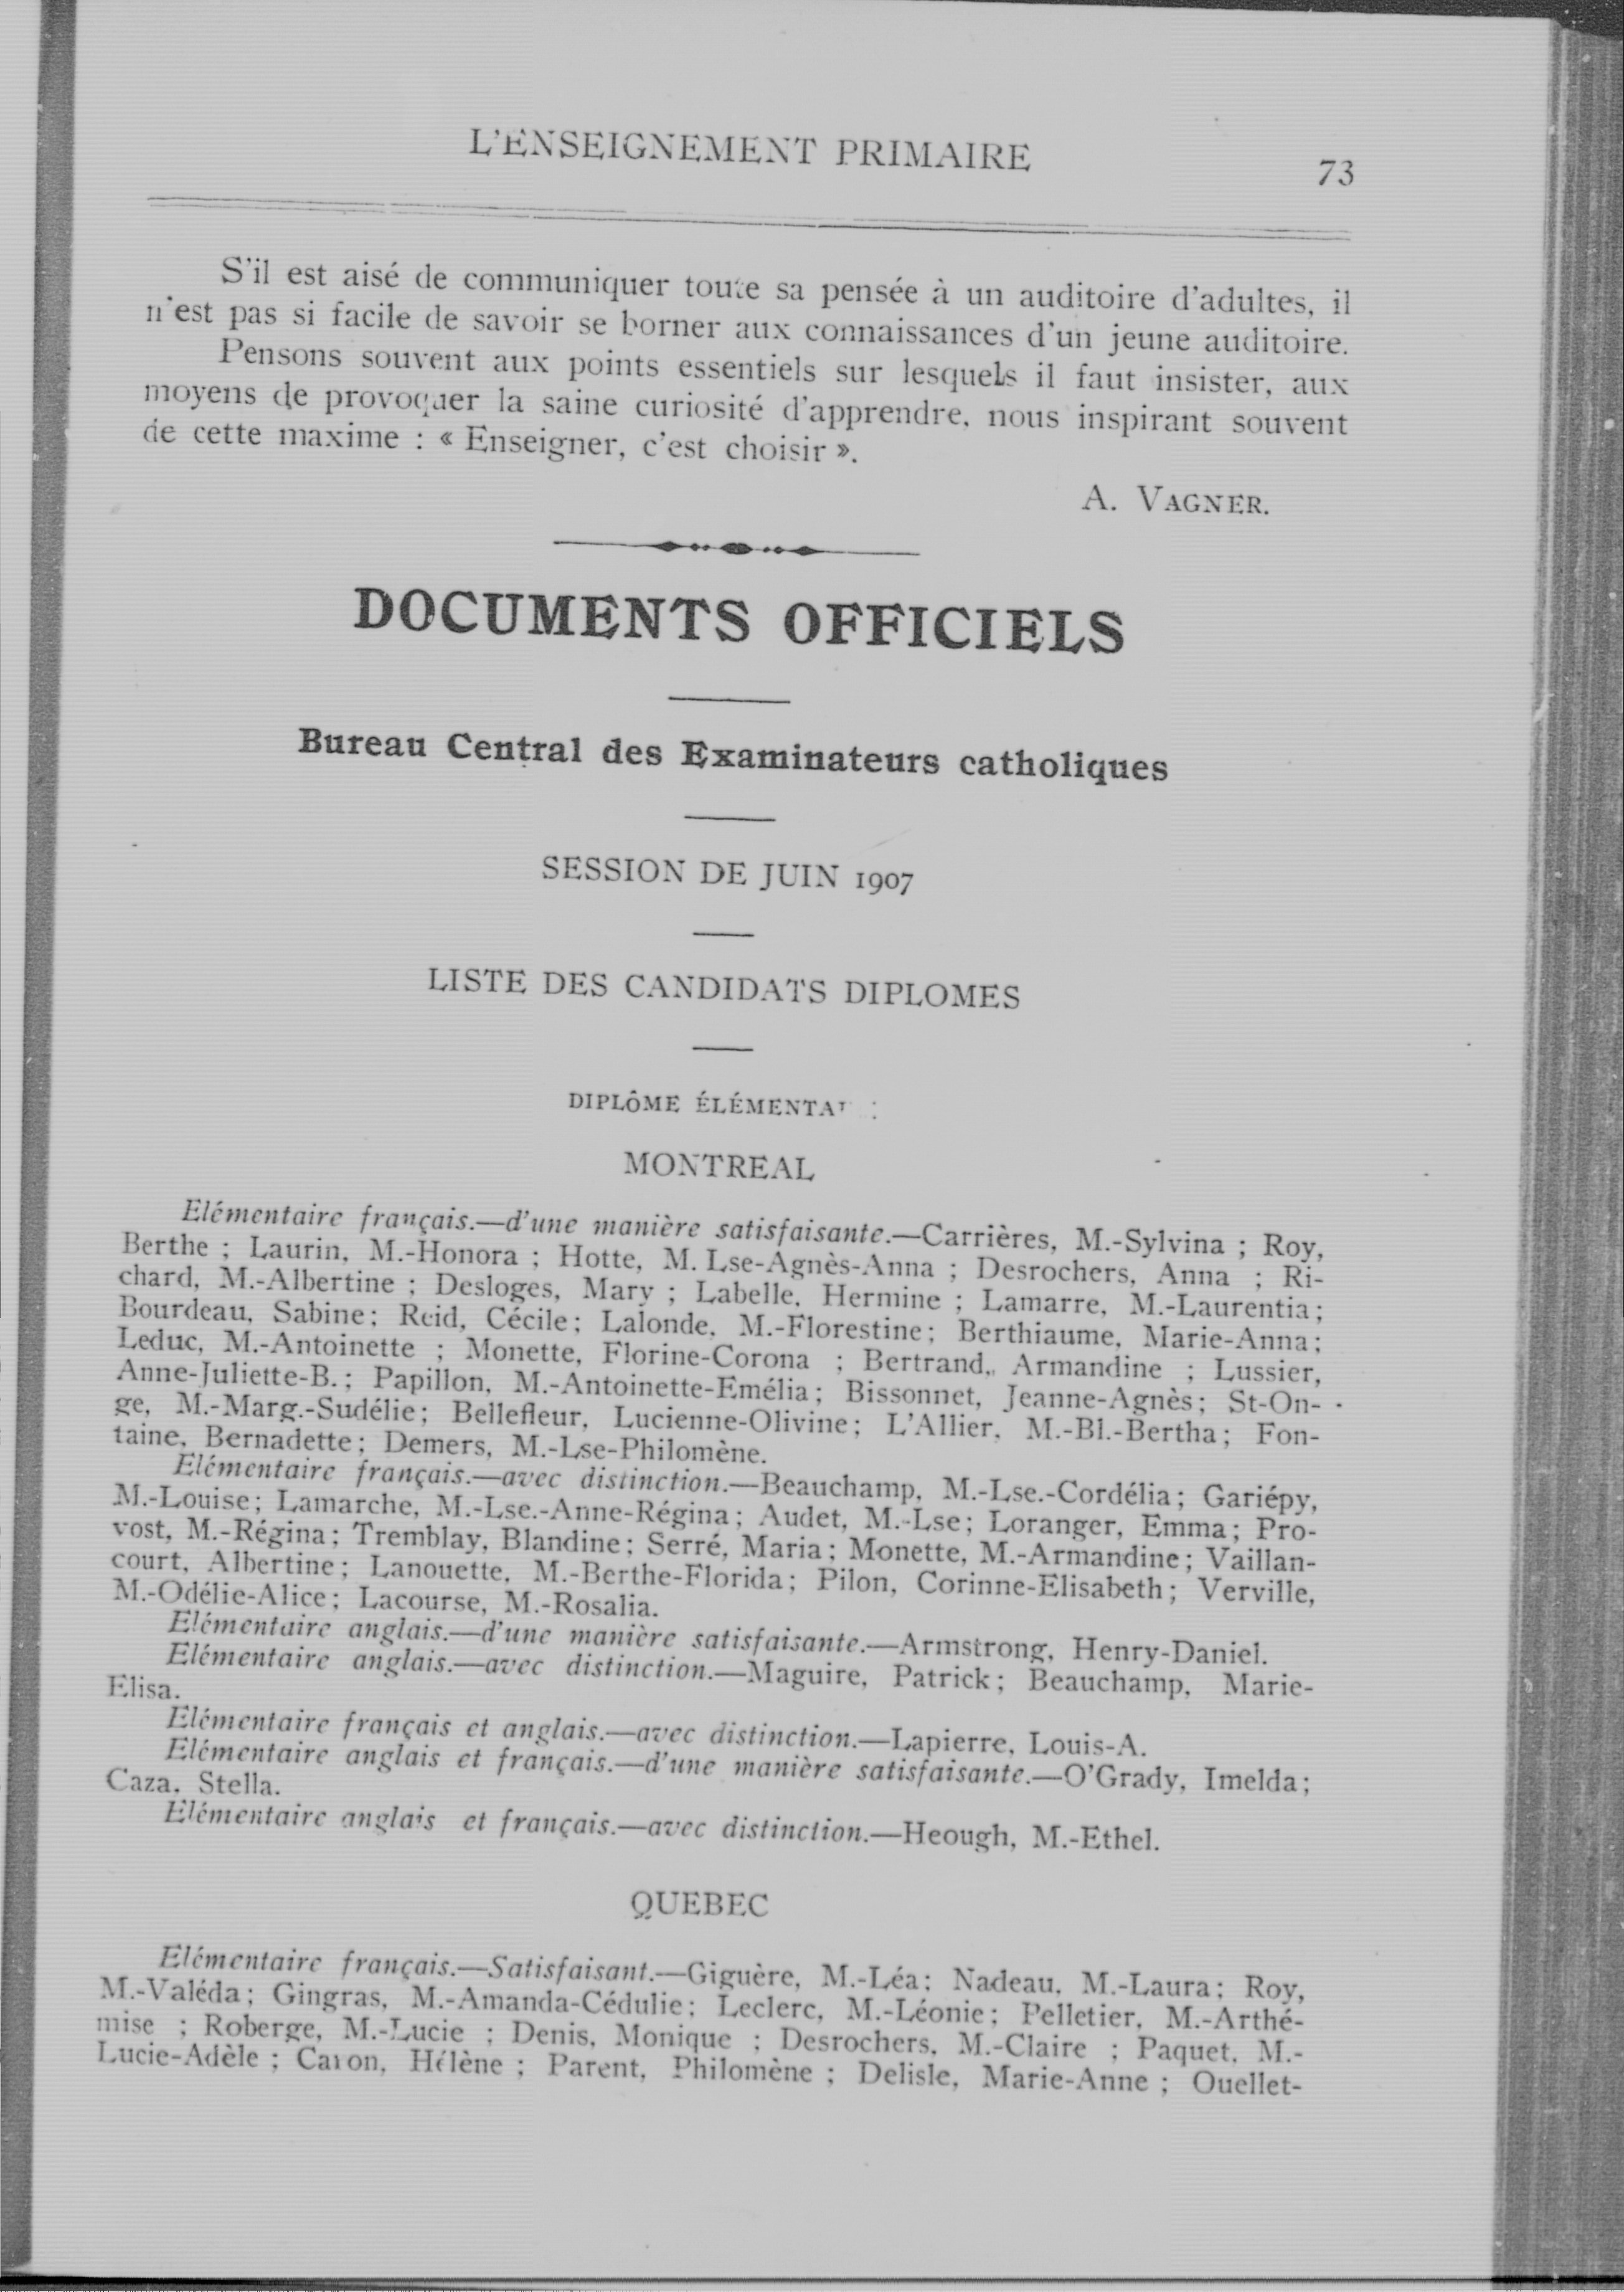 L'ENSEIGNEMENT PRIMAIRE 73
S'il est aisé de communiquer toute sa pensée à un auditoire d'adultes, il
n'est pas si facile de savoir se borner aux connaissances d'un jeune auditoire.
Pensons souvent aux points essentiels sur lesquels il faut insister, aux
moyens de provoquer la saine curiosité d'apprendre, nous inspirant souvent
de cette maxime : « Enseigner, c'est choisir ».
A. VAGNER.
DOCUMENTS OFFICIELS
Bureau Central des Examinateurs catholiques
SESSION DE JUIN 1907
LISTE DES CANDIDATS DIPLOMES
DIPLÔME
MONTREAL
Elémentaire français.—d'une manière satisfaisante.—Carrières, M.-Sylvina ; Roy,
Berthe ; Laurin, M.-Honora ; Hotte, M. Lse-Agnès-Anna ; Desrochers, Anna ; Ri-
chard, M.-Albertine ; Desloges, Mary ; Labelle, Hermine ; Lamarre, M.-Laurentia ;
Bourdeau, Sabine ; Reid, Cécile ; Lalonde, M.-Florestine ; Berthiaume, Marie-Anna ;
Leduc, M.-Antoinette ; Monette, Florine-Corona ; Bertrand, Armandine ; Lussier,
Anne-Juliette-B. ; Papillon, M.-Antoinette-Emélia ; Bissonnet, Jeanne-Agnès ; St-On-
ge, M.-Marg.-Sudélie ; Bellefleur, Lucienne-Olivine ; L'Allier, M.-Bl.-Bertha ; Fon-
taine, Bernadette ; Demers, M.-Lse-Philomène.
Elémentaire français.—avec distinction.—Beauchamp, M.-Lse.-Cordélia ; Gariépy,
M.-Louise ; Lamarche, M.-Lse.-Anne-Régina ; Audet, M.-Lse ; Loranger, Emma ; Pro-
vost, M.-Régina ; Tremblay, Blandine ; Serré, Maria ; Monette, M.-Armandine ; Vaillan-
court, Albertine ; Lanouette, M.-Berthe-Florida ; Pilon, Corinne-Elisabeth ; Verville,
M.-Odélie-Alice ; Lacourse, M.-Rosalia.
Elémentaire anglais.—d'une manière satisfaisante.—Armstrong, Henry-Daniel.
Elémentaire anglais.—avec distinction.—Maguire, Patrick ; Beauchamp, Marie-
Elisa.
Elémentaire français et anglais.—avec distinction.—Lapierre, Louis-A.
Elémentaire anglais et français.—d'une manière satisfaisante.—O'Grady, Imelda ;
Caza, Stella.
Elémentaire anglais et français.—avec distinction.—Heough, M.-Ethel.
QUEBEC
Elémentaire français.—Satisfaisant.—Giguère, M.-Léa ; Nadeau, M.-Laura ; Roy,
M.-Valéda ; Gingras, M.-Amanda-Cédulie ; Leclerc, M.-Léonie ; Pelletier, M.-Arthé-
mise ; Roberge, M.-Lucie ; Denis, Monique ; Desrochers, M.-Claire ; Paquet, M.-
Lucie-Adèle ; Caron, Hélène ; Parent, Philomène ; Delisle, Marie-Anne ; Ouellet-